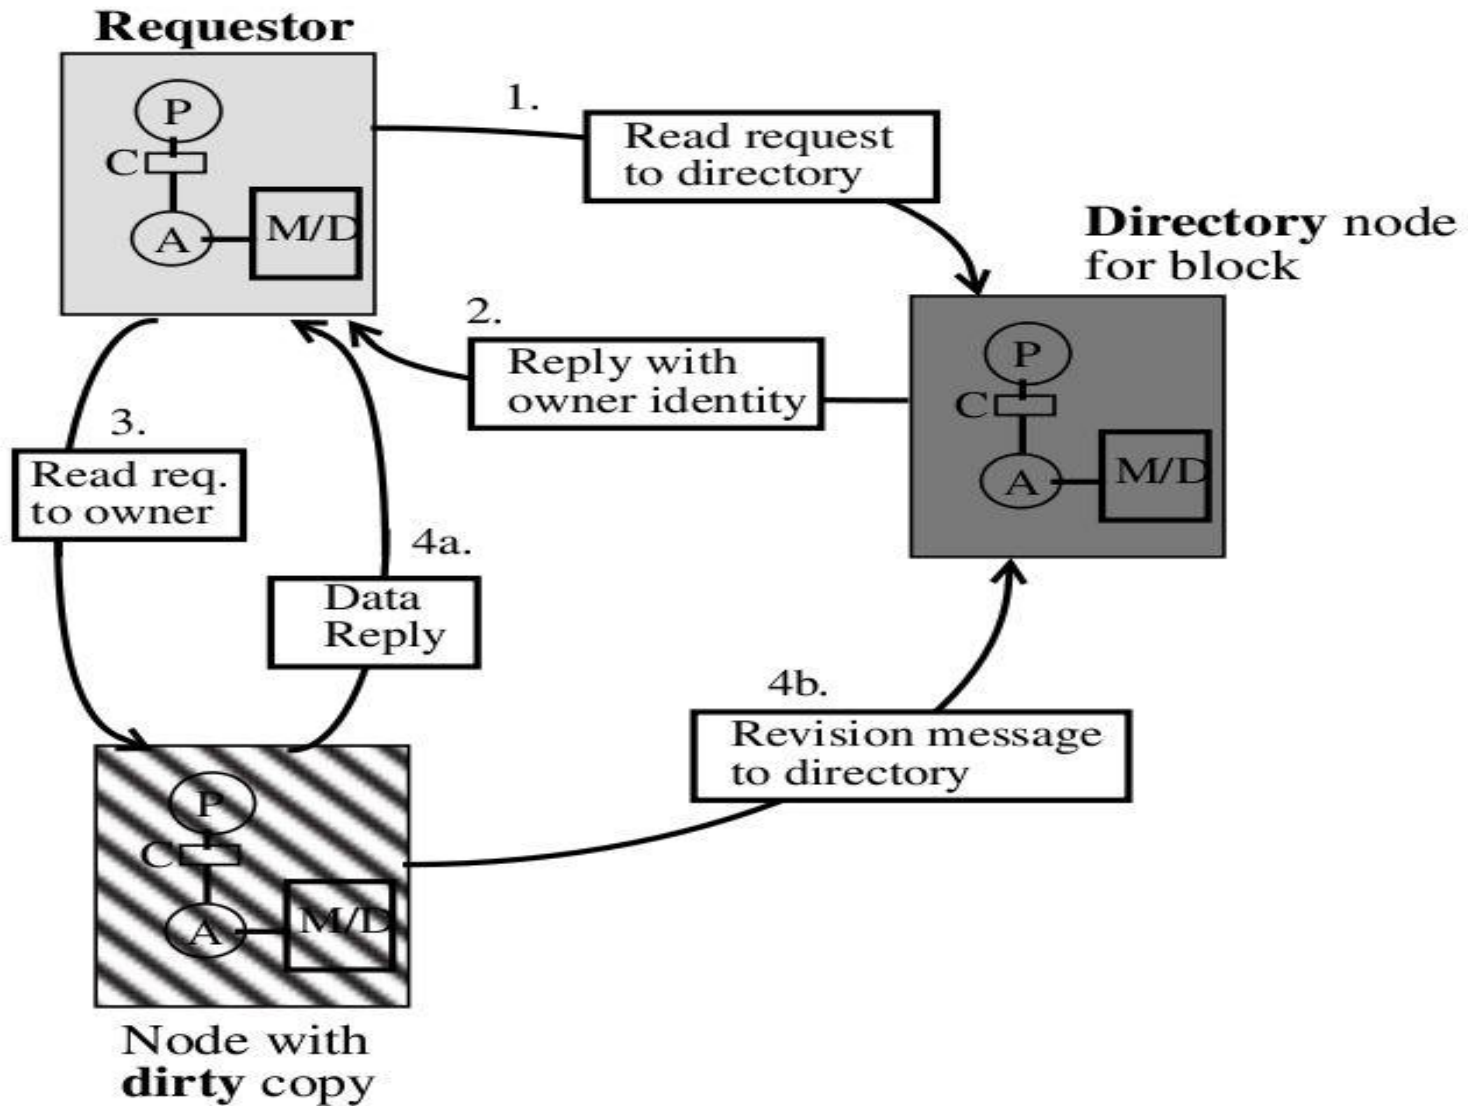 Requestor
P
C
A
M/D
1.
Read request
to directory
Directory node
for block
P
C
A
M/D
2.
Reply with
owner identity
3.
Read req.
to owner
4a.
Data
Reply
4b.
Revision message
to directory
P
C
A
M/D
Node with
dirty copy